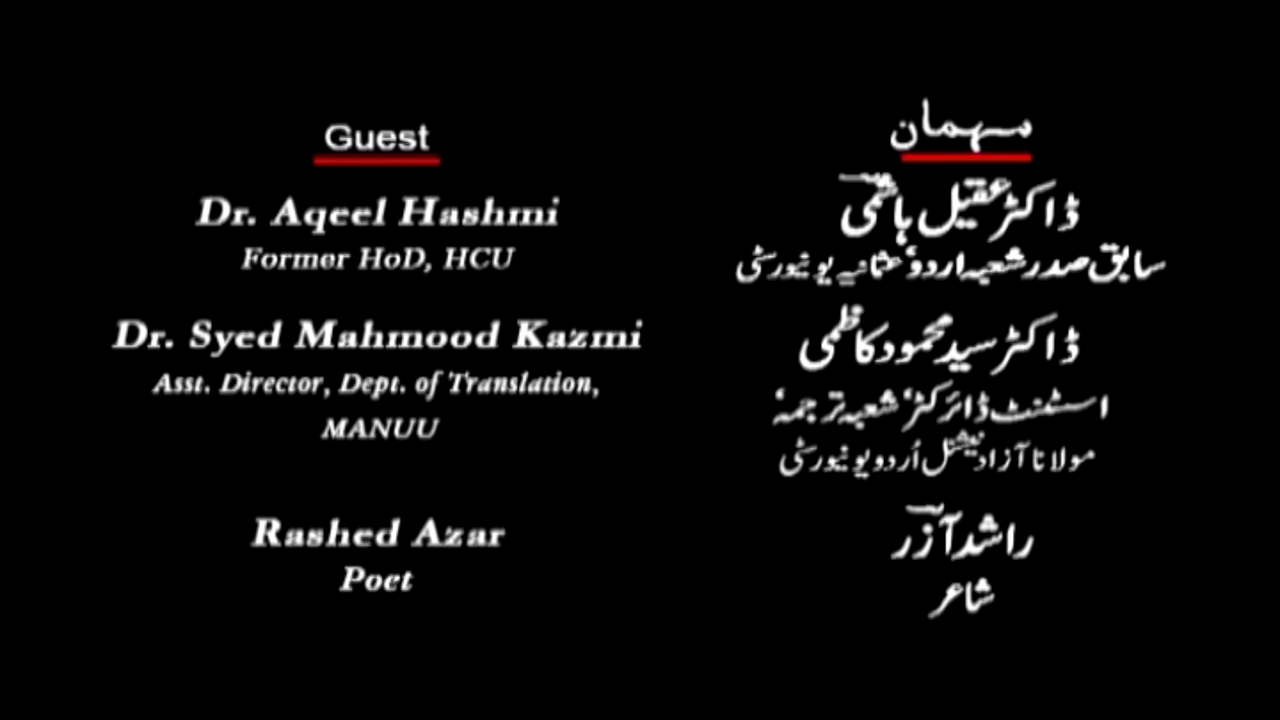 Guest
Dr. Aqeel Hashmi
Former HoD, HCU
Dr. Syed Mahmood Kazmi
Asst. Director, Dept. of Translation,
MANUU
Rashed Azar
Poet
مہمان
ڈاکٹر عقیل ہاشمی
سابق صدر شعبہ اردو، عثمانیہ یونیورسٹی
ڈاکٹر سید محمود کاظمی
اسسٹنٹ ڈائرکٹر، شعبہ ترجمہ،
مولانا آزاد نیشنل اُردو یونیورسٹی
راشد آزر
شاعر